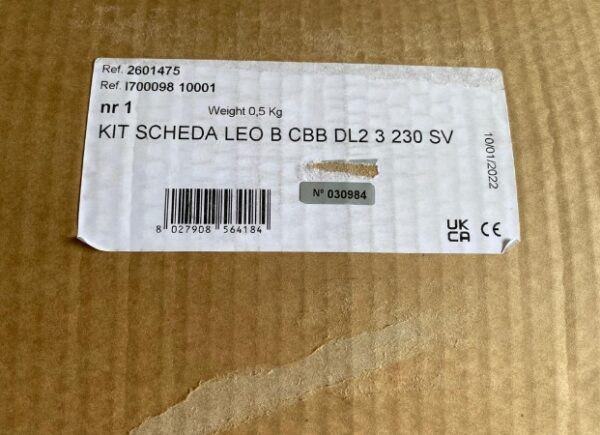 Ref. 2601475
Ref. I700098 10001
nr 1 Weight 0,5 Kg
KIT SCHEDA LEO B CBB DL2 3 230 SV
10/01/2022
N° 030984
8 027908 564184
UK
CA CE